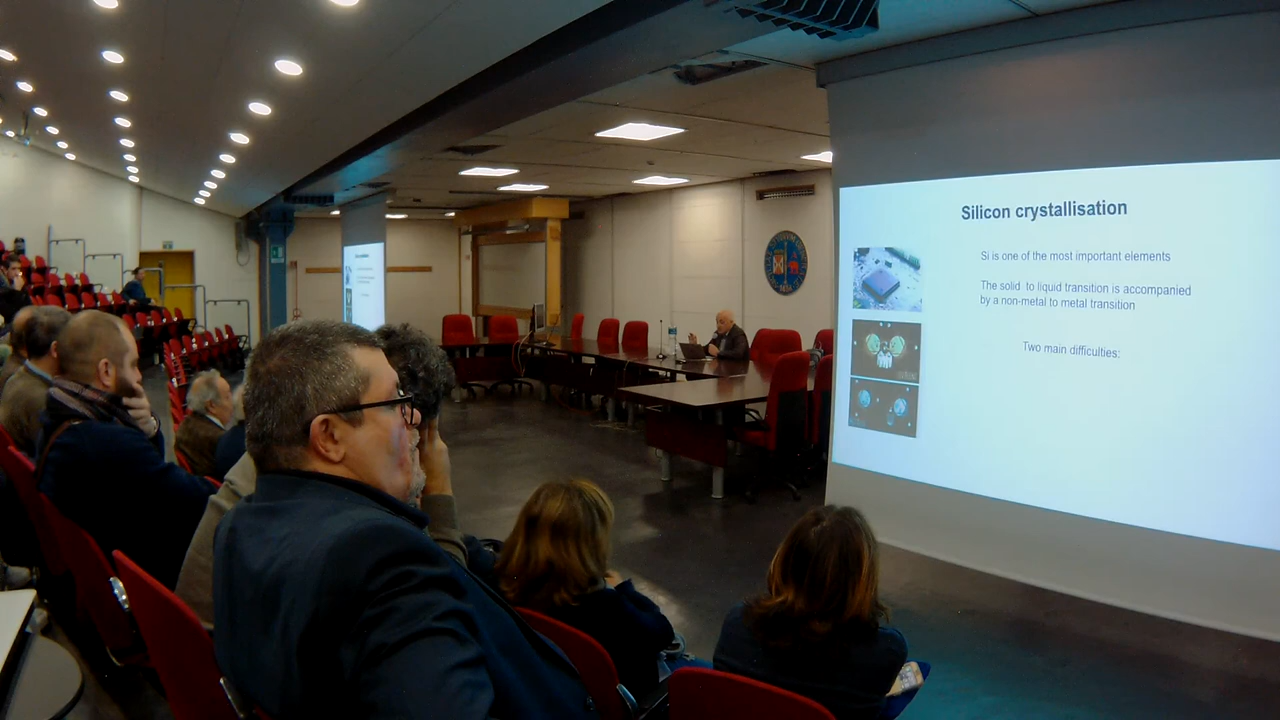 Silicon crystallisation
Si is one of the most important elements
The solid to liquid transition is accompanied
by a non-metal to metal transition
Two main difficulties: